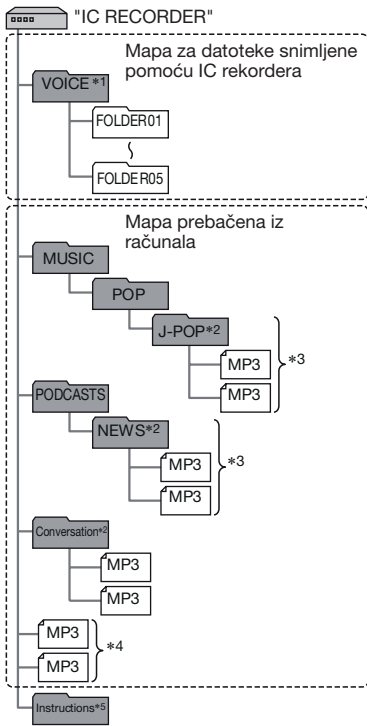 "IC RECORDER"
Mapa za datoteke snimljene
pomoću IC rekordera
VOICE*1
FOLDER01
FOLDER05
Mapa prebačena iz
računala
MUSIC
POP
J-POP*2
MP3
*3
MP3
PODCASTS
NEWS*2
MP3
*3
MP3
Conversation*2
MP3
MP3
MP3
*4
MP3
Instructions*5